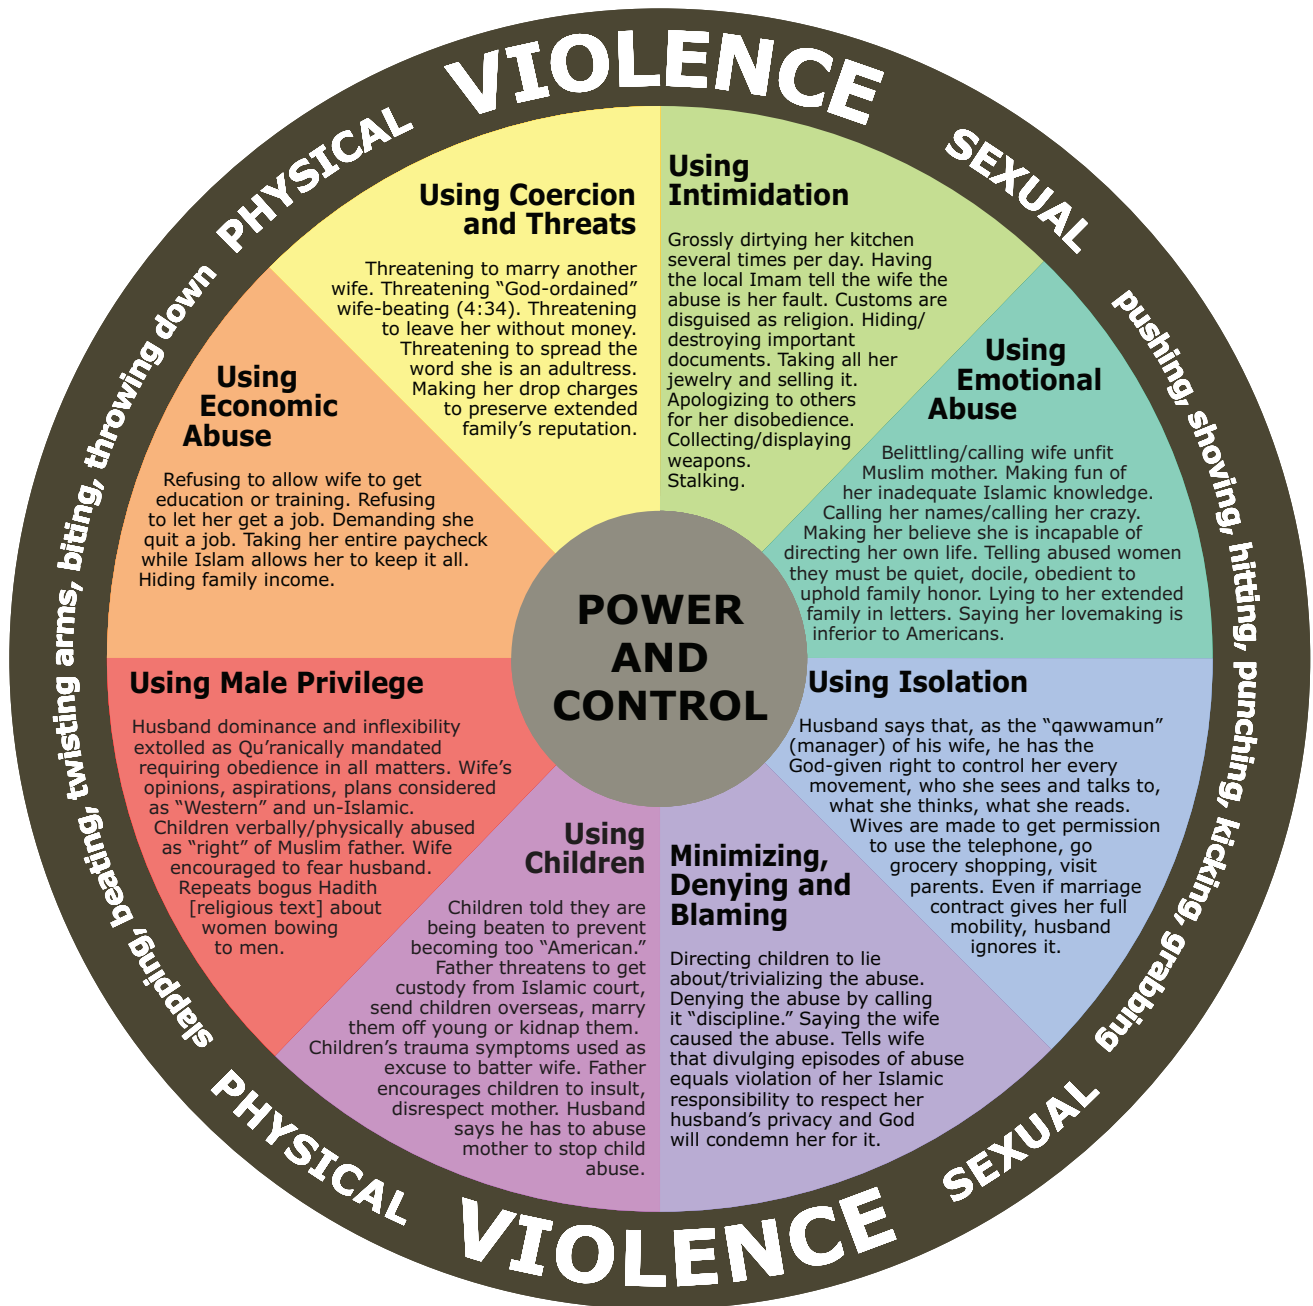 PHYSICAL VIOLENCE SEXUAL
pushing, shoving, hitting, punching, kicking, grabbing
Using Coercion
and Threats
Threatening to marry another
wife. Threatening “God-ordained”
wife-beating (4:34). Threatening
to leave her without money.
Threatening to spread the
word she is an adultress.
Making her drop charges
to preserve extended
family’s reputation.
Using
Intimidation
Grossly dirtying her kitchen
several times per day. Having
the local Imam tell the wife the
abuse is her fault. Customs are
disguised as religion. Hiding/
destroying important
documents. Taking all her
jewelry and selling it.
Apologizing to others
for her disobedience.
Collecting/displaying
weapons.
Stalking.
Using
Emotional
Abuse
Belittling/calling wife unfit
Muslim mother. Making fun of
her inadequate Islamic knowledge.
Calling her names/calling her crazy.
Making her believe she is incapable of
directing her own life. Telling abused women
they must be quiet, docile, obedient to
uphold family honor. Lying to her extended
family in letters. Saying her lovemaking is
inferior to Americans.
Using Isolation
Husband says that, as the “qawwamun”
(manager) of his wife, he has the
God-given right to control her every
movement, who she sees and talks to,
what she thinks, what she reads.
Wives are made to get permission
to use the telephone, go
grocery shopping, visit
parents. Even if marriage
contract gives her full
mobility, husband
ignores it.
Minimizing,
Denying and
Blaming
Directing children to lie
about/trivializing the abuse.
Denying the abuse by calling
it “discipline.” Saying the wife
caused the abuse. Tells wife
that divulging episodes of abuse
equals violation of her Islamic
responsibility to respect her
husband’s privacy and God
will condemn her for it.
Using
Children
Children told they are
being beaten to prevent
becoming too “American.”
Father threatens to get
custody from Islamic court,
send children overseas, marry
them off young or kidnap them.
Children’s trauma symptoms used as
excuse to batter wife. Father
encourages children to insult,
disrespect mother. Husband
says he has to abuse
mother to stop child
abuse.
Using Male Privilege
Husband dominance and inflexibility
extolled as Qu’ranically mandated
requiring obedience in all matters. Wife’s
opinions, aspirations, plans considered
as “Western” and un-Islamic.
Children verbally/physically abused
as “right” of Muslim father. Wife
encouraged to fear husband.
Repeats bogus Hadith
[religious text] about
women bowing
to men.
Using
Economic
Abuse
Refusing to allow wife to get
education or training. Refusing
to let her get a job. Demanding she
quit a job. Taking her entire paycheck
while Islam allows her to keep it all.
Hiding family income.
POWER
AND
CONTROL
slapping, beating, twisting arms, biting, throwing down
PHYSICAL VIOLENCE SEXUAL